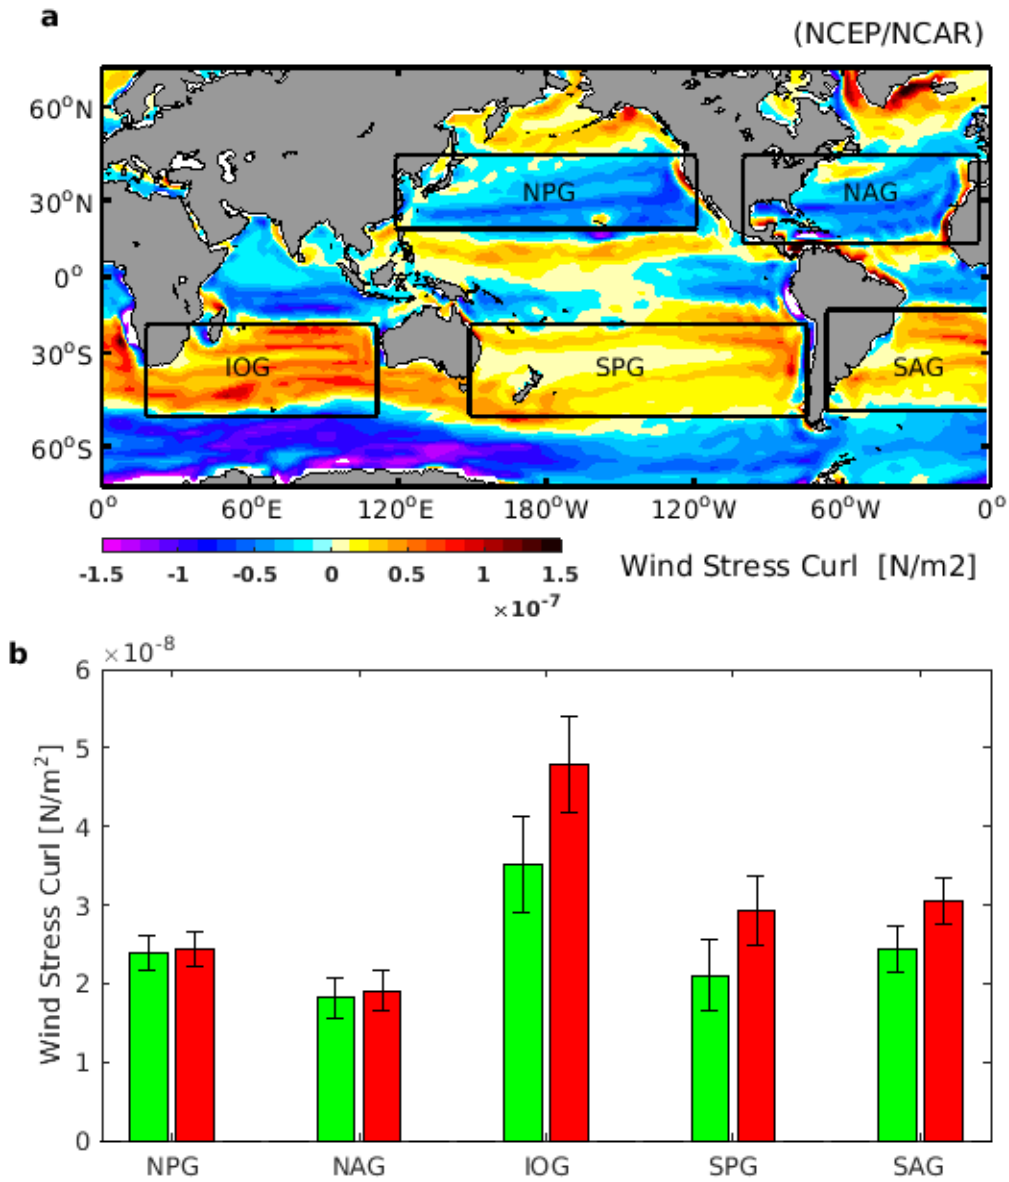 a
(NCEP/NCAR)
60°N
30°N
0°
30°S
60°S
NPG
NAG
IOG
SPG
SAG
0° 60°E 120°E 180°W 120°W 60°W 0°
-1.5 -1 -0.5 0 0.5 1 1.5
×10⁻⁷
Wind Stress Curl [N/m2]
b
×10⁻⁸
6
5
4
3
2
1
0
Wind Stress Curl [N/m²]
NPG NAG IOG SPG SAG